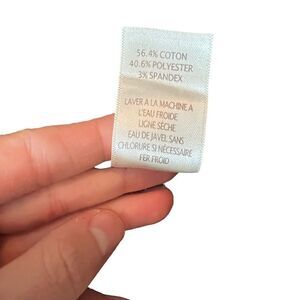 56.4% COTON
40.6% POLYESTER
3% SPANDEX
LAVER A LA MACHINE A
L'EAU FROIDE
LIGNE SÈCHE
EAU DE JAVEL SANS
CHLORURE SI NÉCESSAIRE
FER FROID